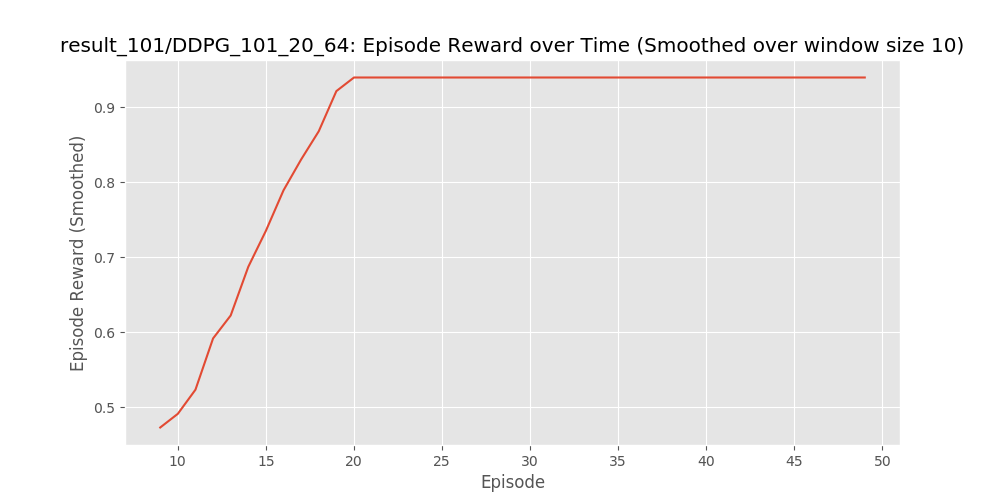 result_101/DDPG_101_20_64: Episode Reward over Time (Smoothed over window size 10)
Episode Reward (Smoothed)
0.9
0.8
0.7
0.6
0.5
10 15 20 25 30 35 40 45 50
Episode